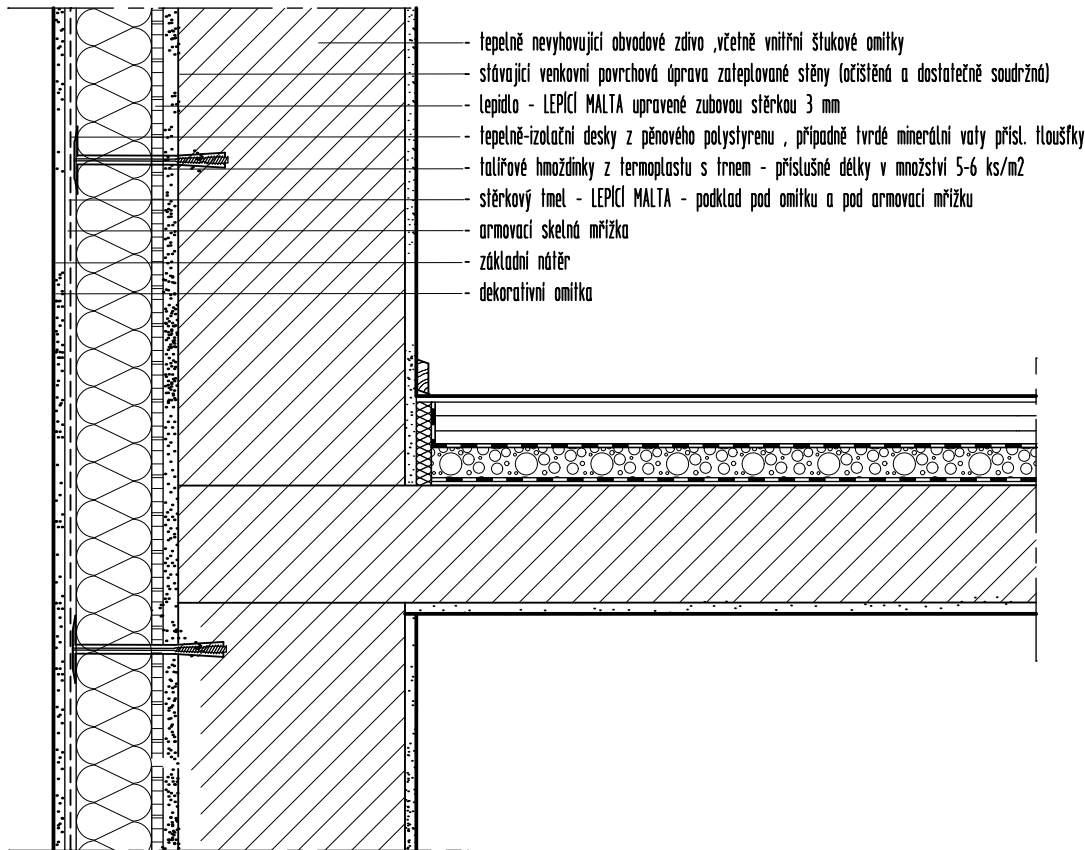 - tepelně nevyhovující obvodové zdivo ,včetně vnitřní štukové omítky
- stávající venkovní povrchová úprava zateplované stěny (očištěná a dostatečně soudržná)
- lepidlo - LEPÍCÍ MALTA upravené zubovou stěrkou 3 mm
- tepelně-izolační desky z pěnového polystyrenu , případně tvrdé minerální vaty přísl. tloušťky
- talířové hmoždinky z termoplastu s trnem - příslušné délky v množství 5-6 ks/m2
- stěrkový tmel - LEPÍCÍ MALTA - podklad pod omítku a pod armovací mřížku
- armovací skelná mřížka
- základní nátěr
- dekorativní omítka